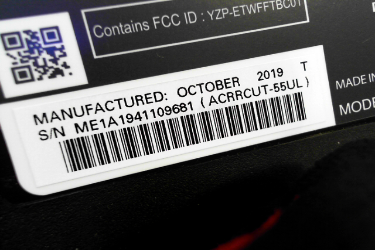 Contains FCC ID : YZP-ETWFFTBC01
MANUFACTURED: OCTOBER 2019 T
S/N ME1A1941109681 ( ACRRCUT-55UL )
MADE IN
MODE